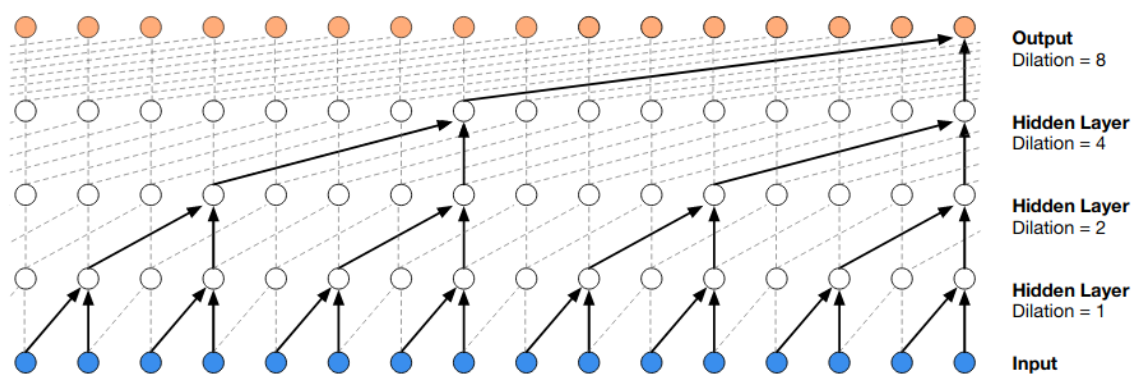 Output
Dilation = 8
Hidden Layer
Dilation = 4
Hidden Layer
Dilation = 2
Hidden Layer
Dilation = 1
Input